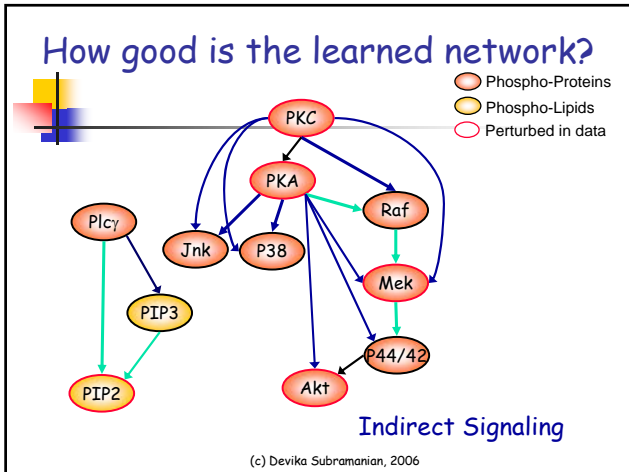 How good is the learned network?
Phospho-Proteins
Phospho-Lipids
Perturbed in data
PKC
PKA
Raf
Plcγ
Jnk
P38
Mek
PIP3
P44/42
Akt
PIP2
Indirect Signaling
(c) Devika Subramanian, 2006